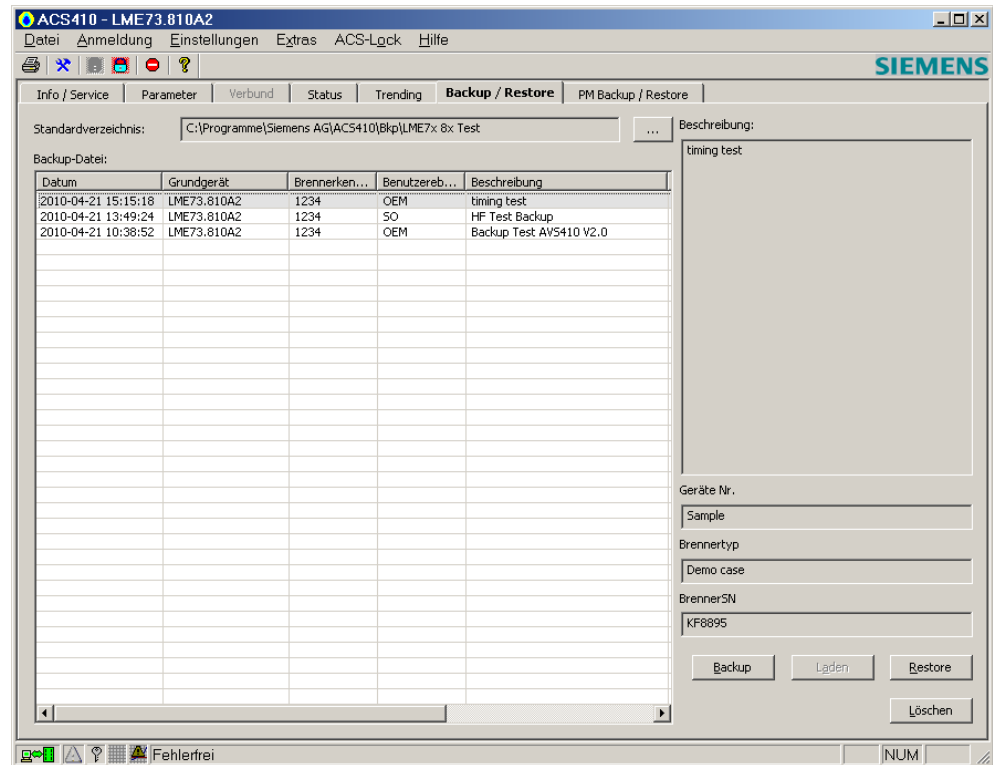 ACS410 - LME73.810A2
Datei Anmeldung Einstellungen Extras ACS-Lock Hilfe
SIEMENS
Info / Service Parameter Verbund Status Trending Backup / Restore PM Backup / Restore
Standardverzeichnis: C:\Programme\Siemens AG\ACS410\Bkp\LME7x 8x Test ...
Backup-Datei:
Datum Grundgerät Brennerken... Benutzereb... Beschreibung
2010-04-21 15:15:18 LME73.810A2 1234 OEM timing test
2010-04-21 13:49:24 LME73.810A2 1234 SO HF Test Backup
2010-04-21 10:38:52 LME73.810A2 1234 OEM Backup Test AVS410 V2.0
Beschreibung:
timing test
Geräte Nr.
Sample
Brennertyp
Demo case
BrennerSN
KF8895
Backup Laden Restore
Löschen
Fehlerfrei NUM